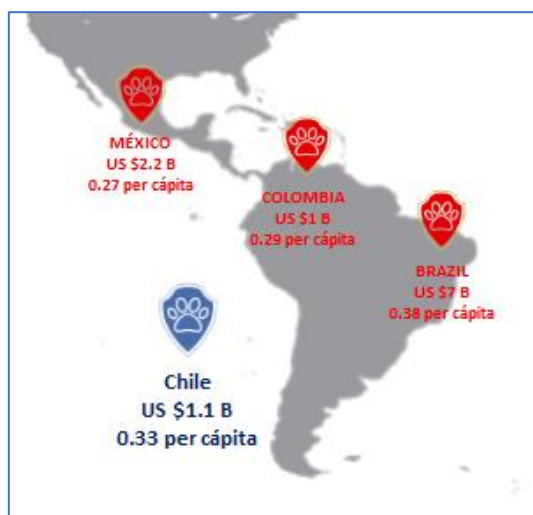 MÉXICO
US $2.2 B
0.27 per cápita
COLOMBIA
US $1 B
0.29 per cápita
BRAZIL
US $7 B
0.38 per cápita
Chile
US $1.1 B
0.33 per cápita